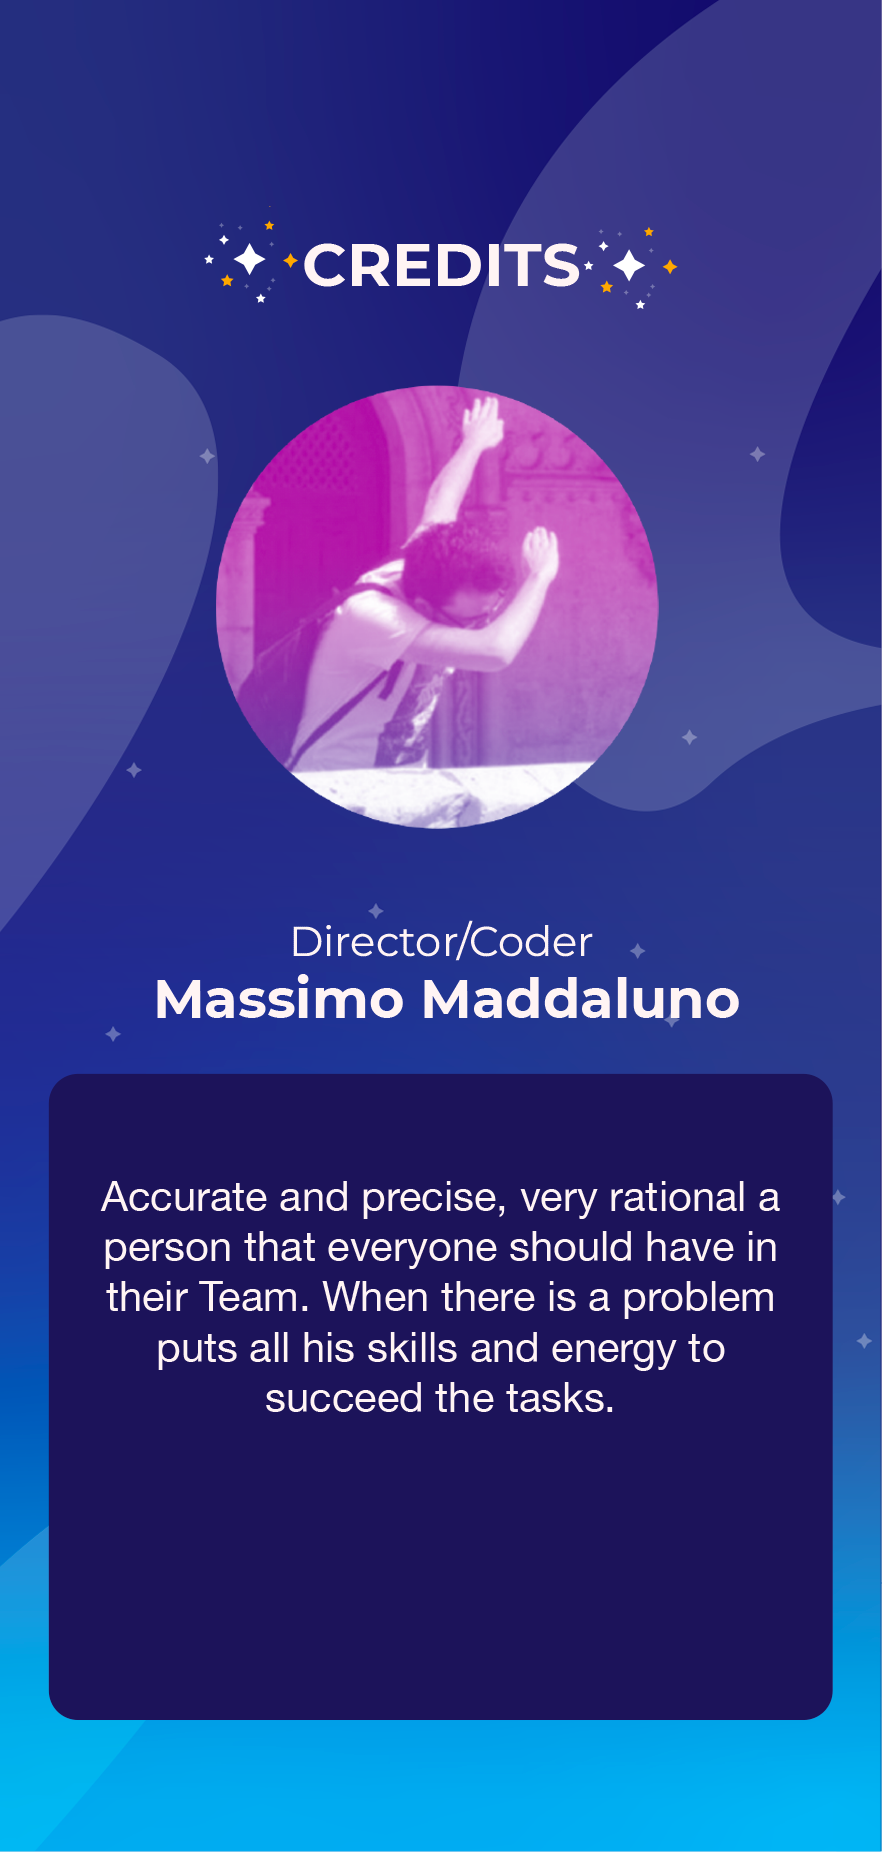 CREDITS
Director/Coder
Massimo Maddaluno
Accurate and precise, very rational a
person that everyone should have in
their Team. When there is a problem
puts all his skills and energy to
succeed the tasks.